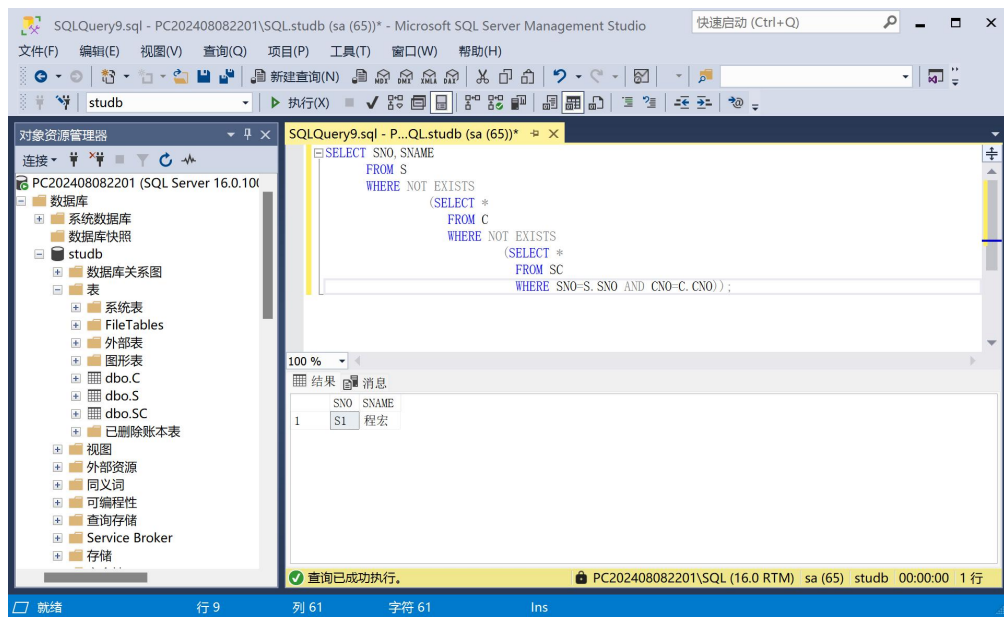 SQLQuery9.sql - PC202408082201\SQL.studb (sa (65))* - Microsoft SQL Server Management Studio
快速启动 (Ctrl+Q)
文件(F) 编辑(E) 视图(V) 查询(Q) 项目(P) 工具(T) 窗口(W) 帮助(H)
新建查询(N) MDX DMX XMLA DAX
studb 执行(X)
对象资源管理器
连接
PC202408082201 (SQL Server 16.0.100
数据库
系统数据库
数据库快照
studb
数据库关系图
表
系统表
FileTables
外部表
图形表
dbo.C
dbo.S
dbo.SC
已删除账本表
视图
外部资源
同义词
可编程性
查询存储
Service Broker
存储
SQLQuery9.sql - P...QL.studb (sa (65))*
SELECT SNO,SNAME
FROM S
WHERE NOT EXISTS
(SELECT *
FROM C
WHERE NOT EXISTS
(SELECT *
FROM SC
WHERE SNO=S.SNO AND CNO=C.CNO));
100 %
结果 消息
SNO SNAME
1 S1 程宏
查询已成功执行。 PC202408082201\SQL (16.0 RTM) sa (65) studb 00:00:00 1 行
就绪 行 9 列 61 字符 61 Ins